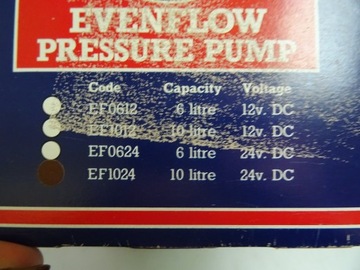 EVENFLOW
PRESSURE PUMP
Code Capacity Voltage
EF0612 6 litre 12v. DC
EF1012 10 litre 12v. DC
EF0624 6 litre 24v. DC
EF1024 10 litre 24v. DC